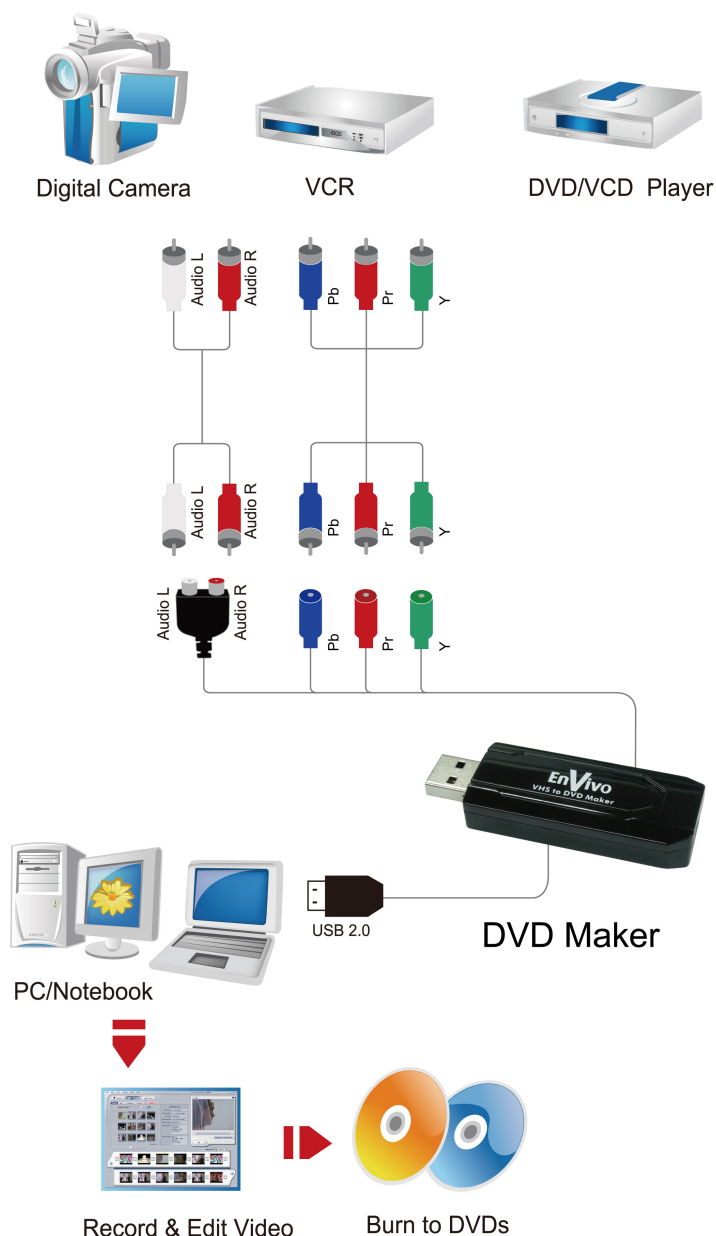 Digital Camera
VCR
DVD/VCD Player
Audio L
Audio R
Pb
Pr
Y
Audio L
Audio R
Pb
Pr
Y
Audio L
Audio R
Pb
Pr
Y
EnVivo
VHS to DVD Maker
USB 2.0
DVD Maker
PC/Notebook
Record & Edit Video
Burn to DVDs